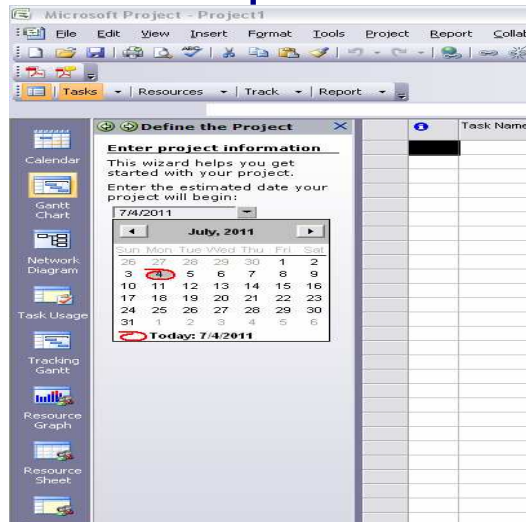 Microsoft Project - Project1
File Edit View Insert Format Tools Project Report Collab
Tasks Resources Track Report
Define the Project
Task Name
Enter project information
This wizard helps you get
started with your project.
Enter the estimated date your
project will begin:
7/4/2011
July, 2011
Sun Mon Tue Wed Thu Fri Sat
26 27 28 29 30 1 2
3 4 5 6 7 8 9
10 11 12 13 14 15 16
17 18 19 20 21 22 23
24 25 26 27 28 29 30
31 1 2 3 4 5 6
Today: 7/4/2011
Calendar
Gantt
Chart
Network
Diagram
Task Usage
Tracking
Gantt
Resource
Graph
Resource
Sheet